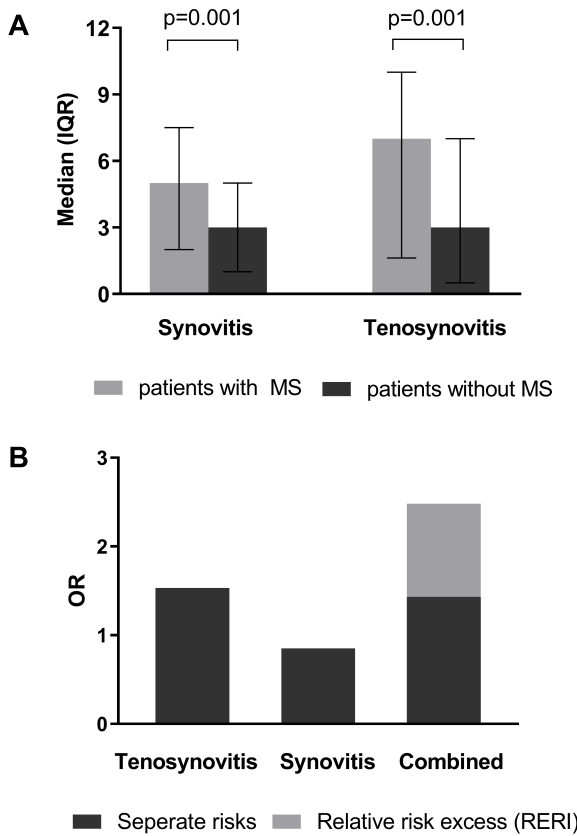 A
p=0.001
p=0.001
Median (IQR)
12
9
6
3
0
Synovitis
Tenosynovitis
patients with MS
patients without MS
B
OR
3
2
1
0
Tenosynovitis
Synovitis
Combined
Seperate risks
Relative risk excess (RERI)